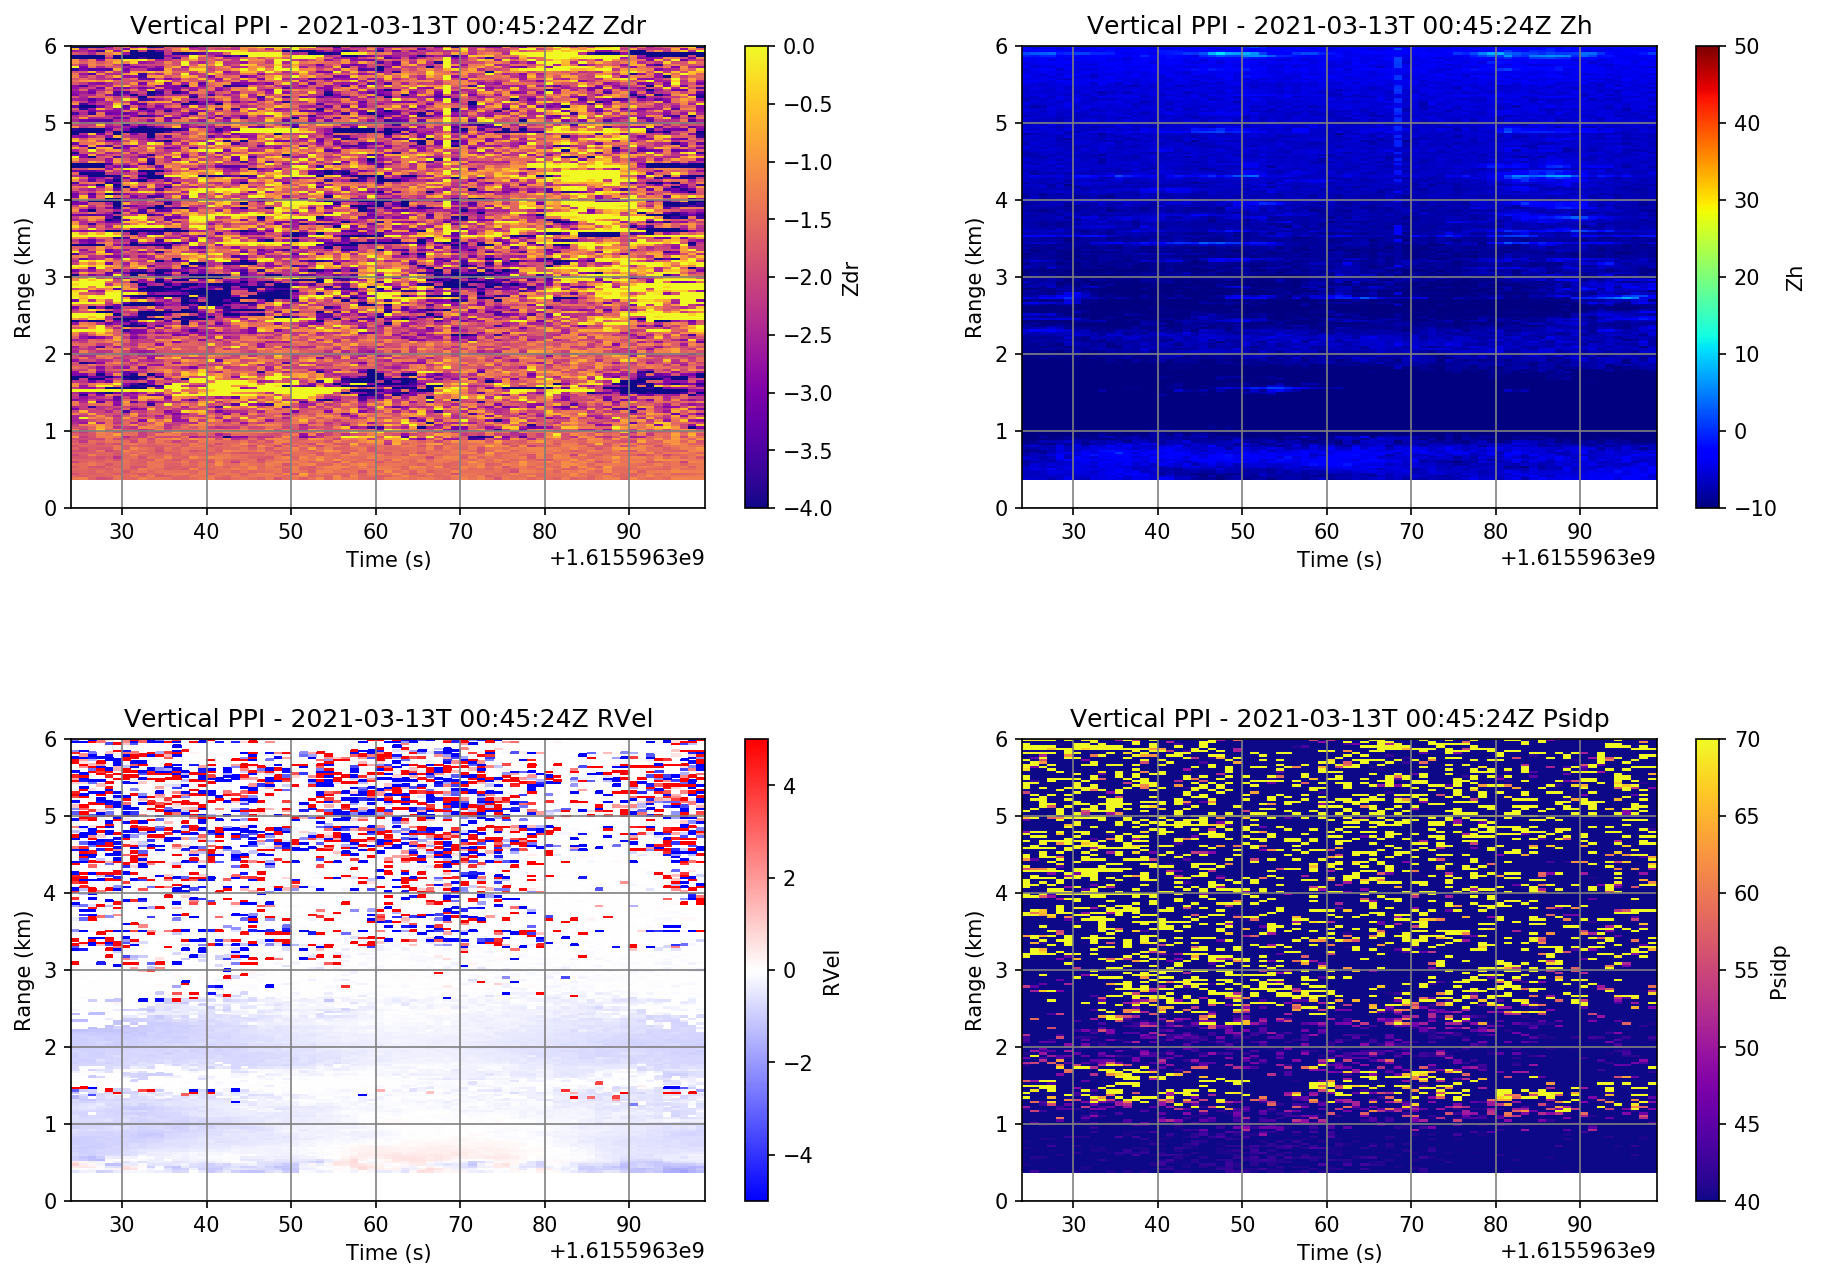 Vertical PPI - 2021-03-13T 00:45:24Z Zdr
6
5
4
3
2
1
0
Range (km)
30 40 50 60 70 80 90
Time (s)
+1.6155963e9
0.0
−0.5
−1.0
−1.5
−2.0
−2.5
−3.0
−3.5
−4.0
Zdr
Vertical PPI - 2021-03-13T 00:45:24Z Zh
6
5
4
3
2
1
0
Range (km)
30 40 50 60 70 80 90
Time (s)
+1.6155963e9
50
40
30
20
10
0
−10
Zh
Vertical PPI - 2021-03-13T 00:45:24Z RVel
6
5
4
3
2
1
0
Range (km)
30 40 50 60 70 80 90
Time (s)
+1.6155963e9
4
2
0
−2
−4
RVel
Vertical PPI - 2021-03-13T 00:45:24Z Psidp
6
5
4
3
2
1
0
Range (km)
30 40 50 60 70 80 90
Time (s)
+1.6155963e9
70
65
60
55
50
45
40
Psidp